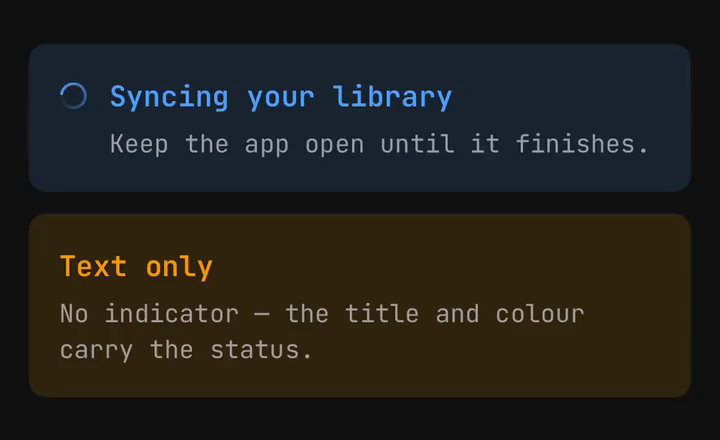 Syncing your library
Keep the app open until it finishes.
Text only
No indicator — the title and colour
carry the status.